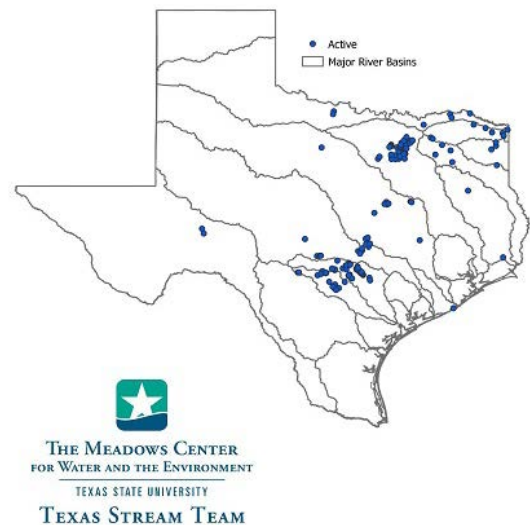 Active
Major River Basins
THE MEADOWS CENTER
FOR WATER AND THE ENVIRONMENT
TEXAS STATE UNIVERSITY
TEXAS STREAM TEAM